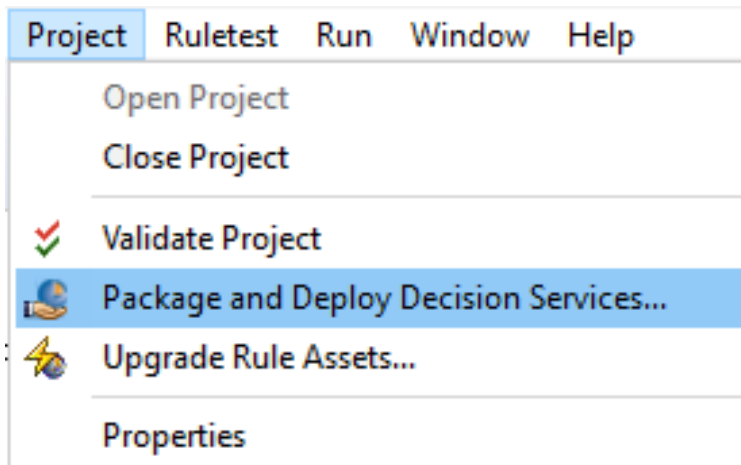 Project Ruletest Run Window Help
Open Project
Close Project
Validate Project
Package and Deploy Decision Services...
Upgrade Rule Assets...
Properties